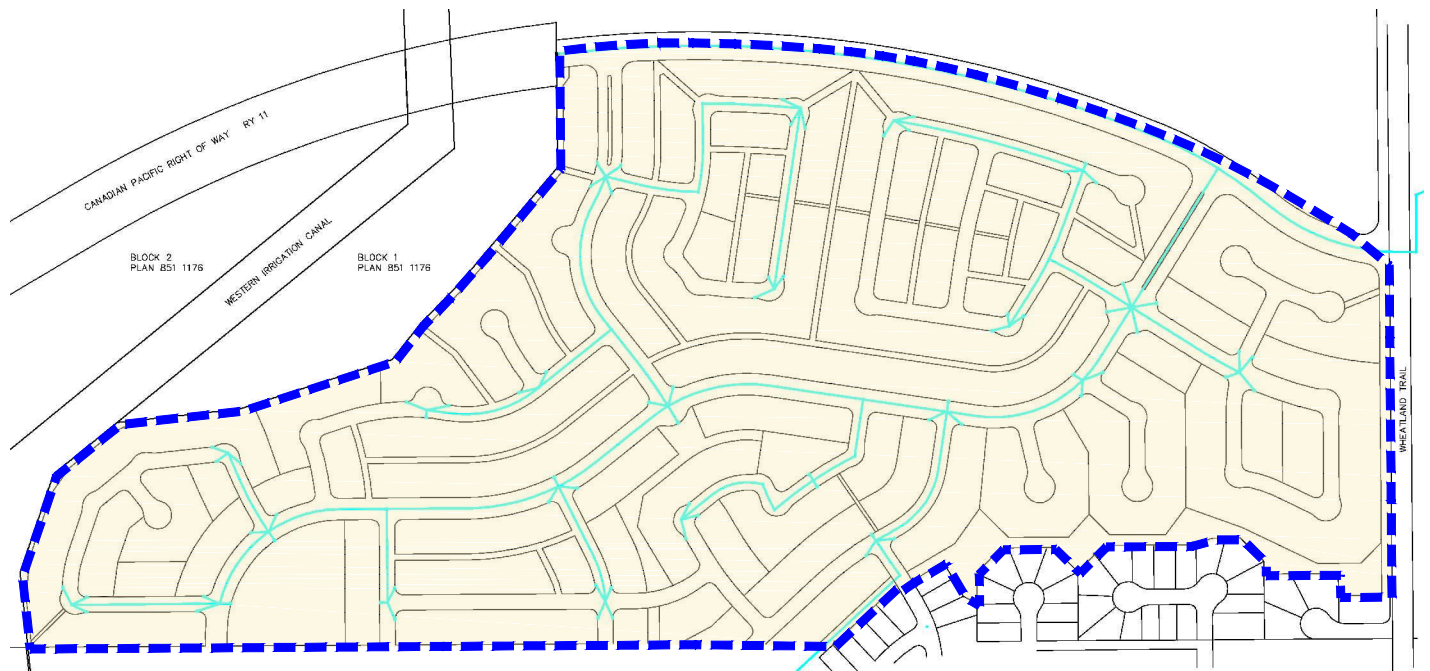 CANADIAN PACIFIC RIGHT OF WAY RY 11
BLOCK 2
PLAN 851 1176
WESTERN IRRIGATION CANAL
BLOCK 1
PLAN 851 1176
WHEATLAND TRAIL